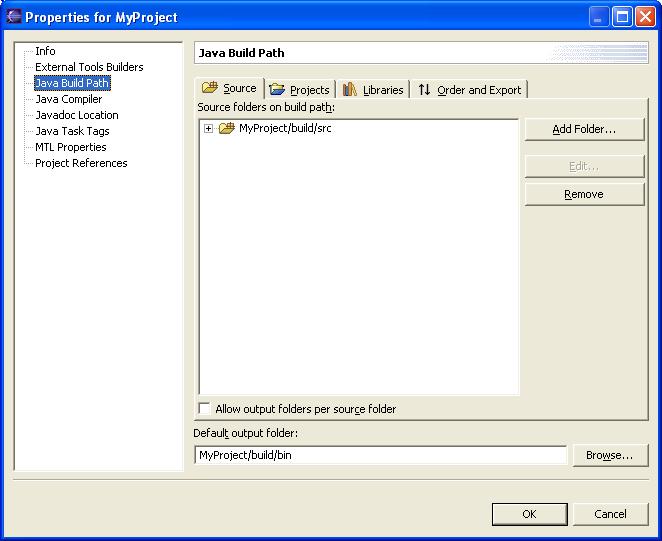 Properties for MyProject
Info
External Tools Builders
Java Build Path
Java Compiler
Javadoc Location
Java Task Tags
MTL Properties
Project References
Java Build Path
Source
Projects
Libraries
Order and Export
Source folders on build path:
MyProject/build/src
Add Folder...
Edit...
Remove
Allow output folders per source folder
Default output folder:
MyProject/build/bin
Browse...
OK
Cancel